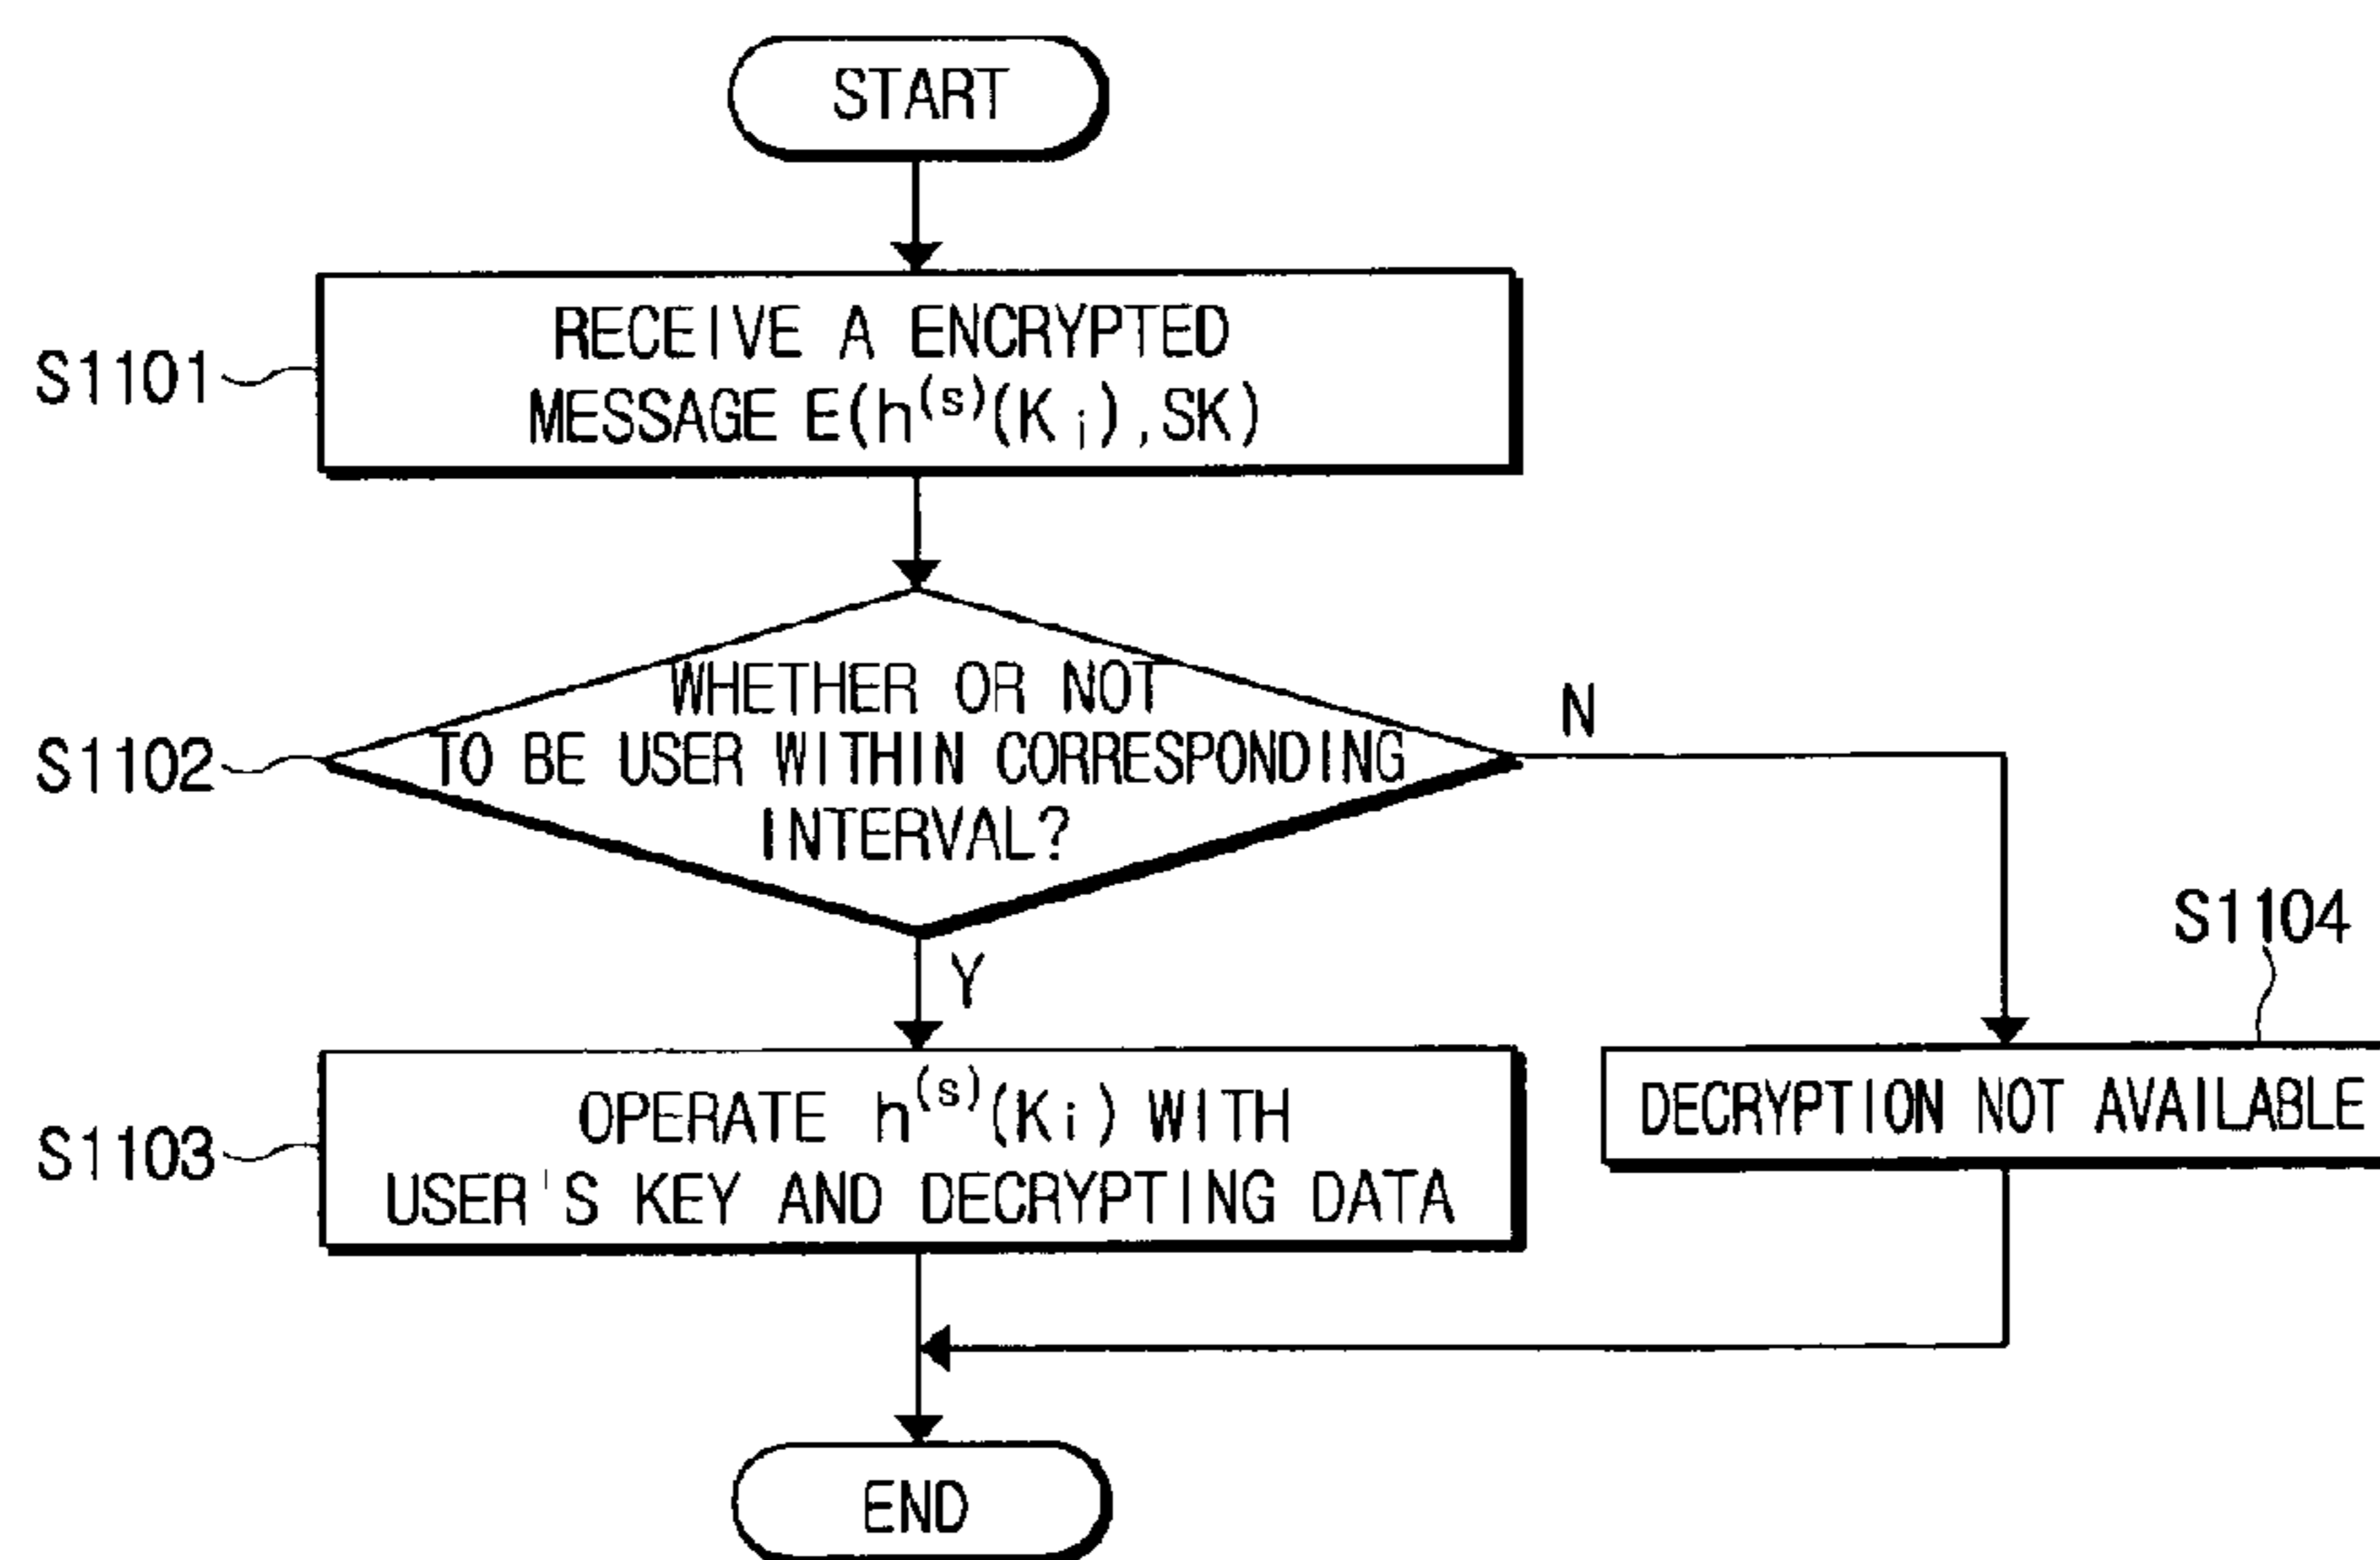 START
S1101
RECEIVE A ENCRYPTED
MESSAGE E(h⁽ˢ⁾(Kᵢ),SK)
S1102
WHETHER OR NOT
TO BE USER WITHIN CORRESPONDING
INTERVAL?
N
Y
S1103
OPERATE h⁽ˢ⁾(Ki) WITH
USER'S KEY AND DECRYPTING DATA
S1104
DECRYPTION NOT AVAILABLE
END